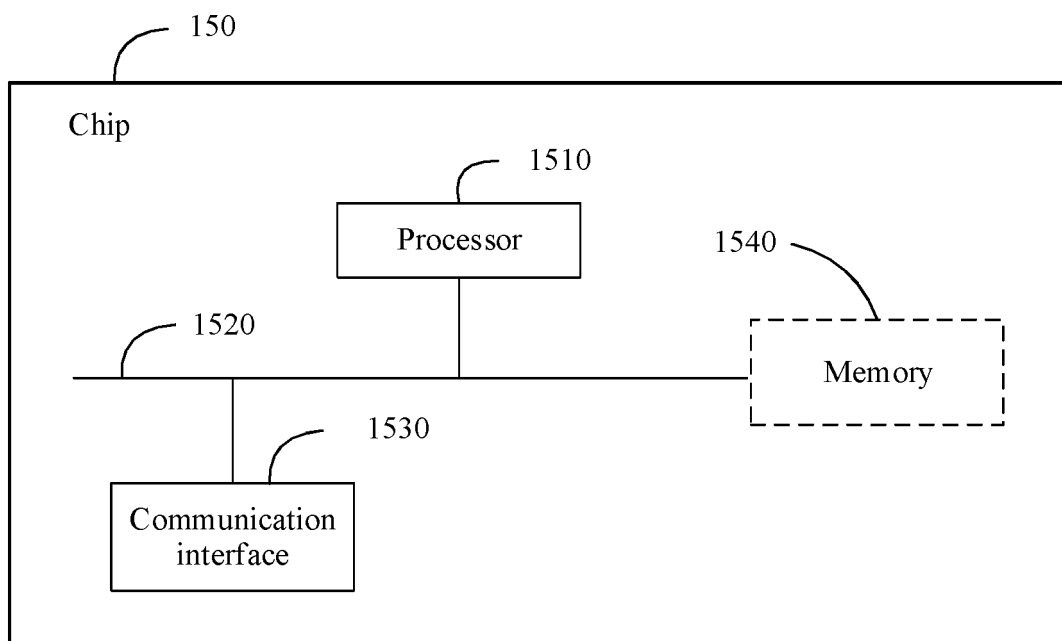 150
Chip
1510
Processor
1540
1520
Memory
1530
Communication
interface